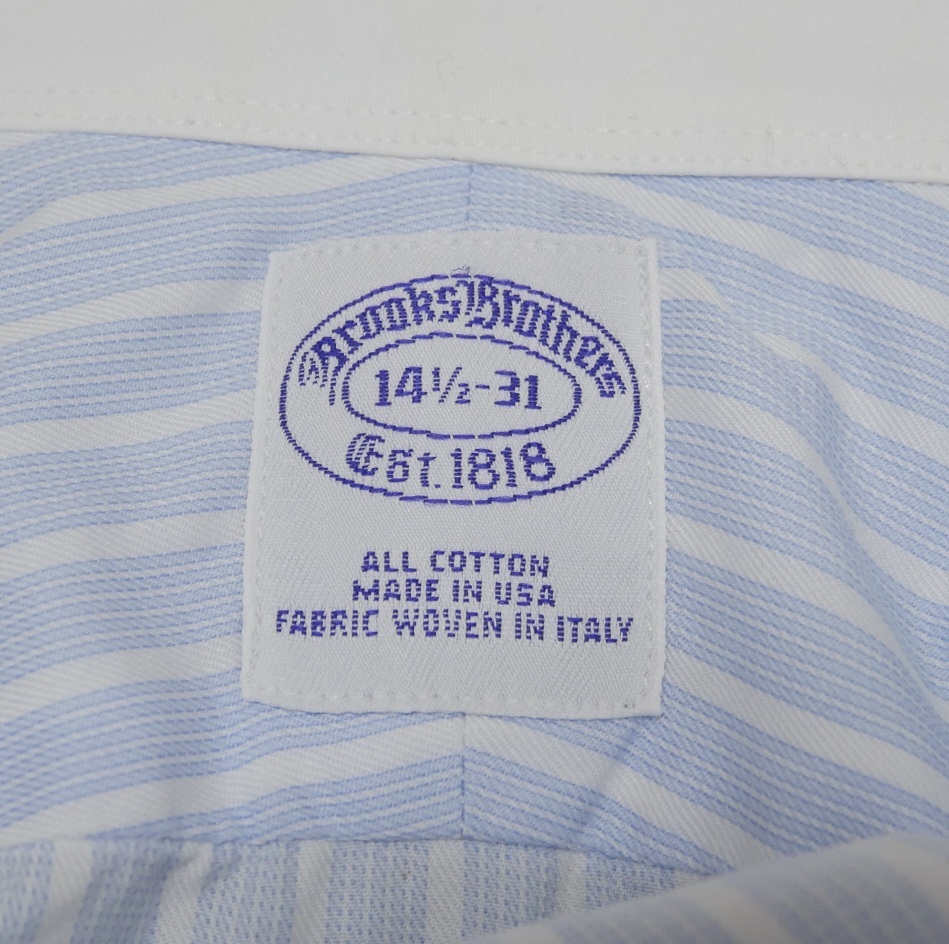 Brooks Brothers
14½-31
Est. 1818
ALL COTTON
MADE IN USA
FABRIC WOVEN IN ITALY